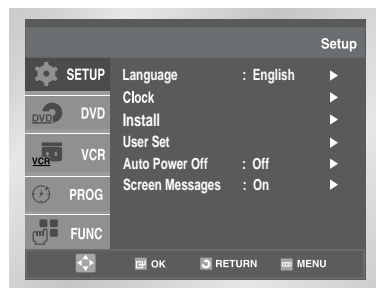 Setup
SETUP
DVD DVD
VCR VCR
PROG
FUNC
Language : English
Clock
Install
User Set
Auto Power Off : Off
Screen Messages : On
OK RETURN MENU